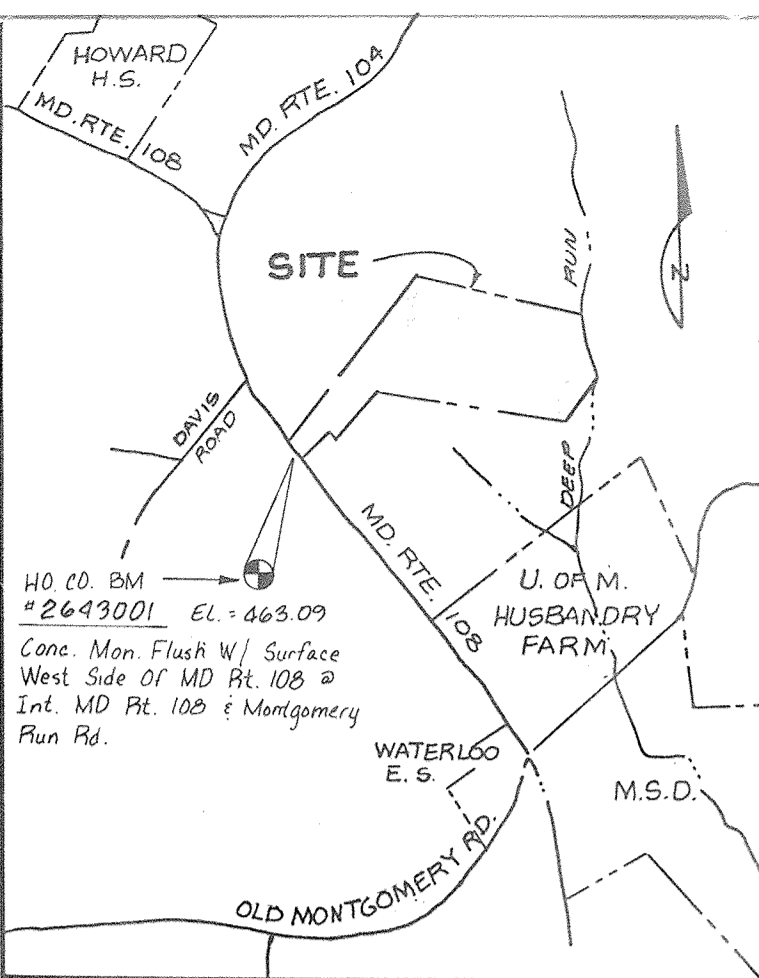 HOWARD
H.S.
MD. RTE. 108
MD. RTE. 104
SITE
RUN
N
DAVIS
ROAD
DEEP
MD. RTE.
108
HO. CO. BM
#2643001 EL. = 463.09
Conc. Mon. Flush W/ Surface
West Side Of MD Rt. 108 @
Int. MD Rt. 108 & Montgomery
Run Rd.
U. OF M.
HUSBANDRY
FARM
WATERLOO
E. S.
M.S.D.
OLD MONTGOMERY RD.